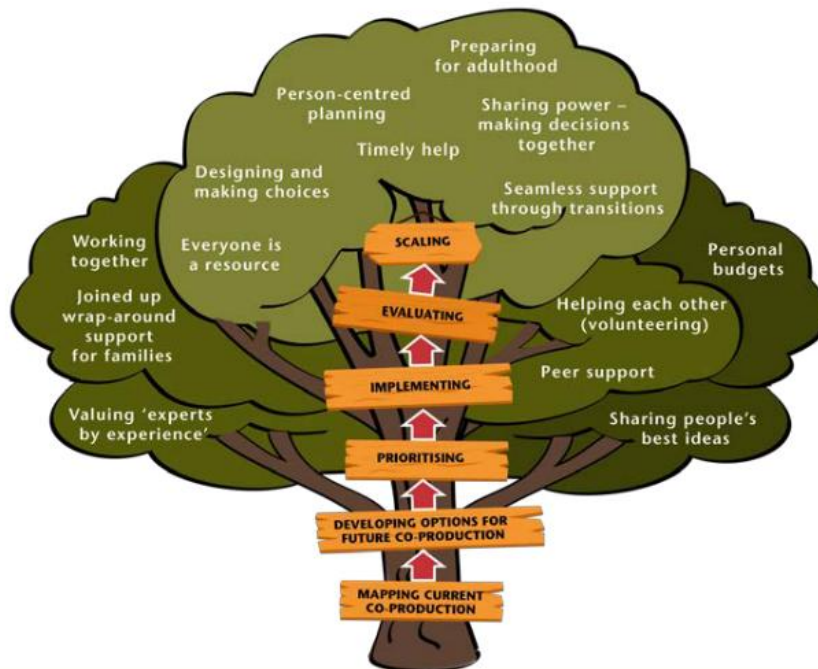 Preparing
for adulthood
Person-centred
planning
Sharing power –
making decisions
together
Timely help
Designing and
making choices
Seamless support
through transitions
Working
together
Everyone is
a resource
SCALING
Personal
budgets
Joined up
wrap-around
support
for families
EVALUATING
Helping each other
(volunteering)
IMPLEMENTING
Peer support
Valuing ‘experts
by experience’
Sharing people’s
best ideas
PRIORITISING
DEVELOPING OPTIONS FOR
FUTURE CO-PRODUCTION
MAPPING CURRENT
CO-PRODUCTION